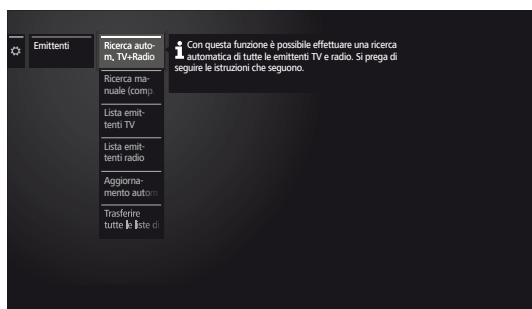 Emittenti
Ricerca auto-
m, TV+Radio
Con questa funzione è possibile effettuare una ricerca
automatica di tutte le emittenti TV e radio. Si prega di
seguire le istruzioni che seguono.
Ricerca ma-
nuale (comp.
Lista emit-
tenti TV
Lista emit-
tenti radio
Aggiorna-
mento autom
Trasferire
tutte le liste di